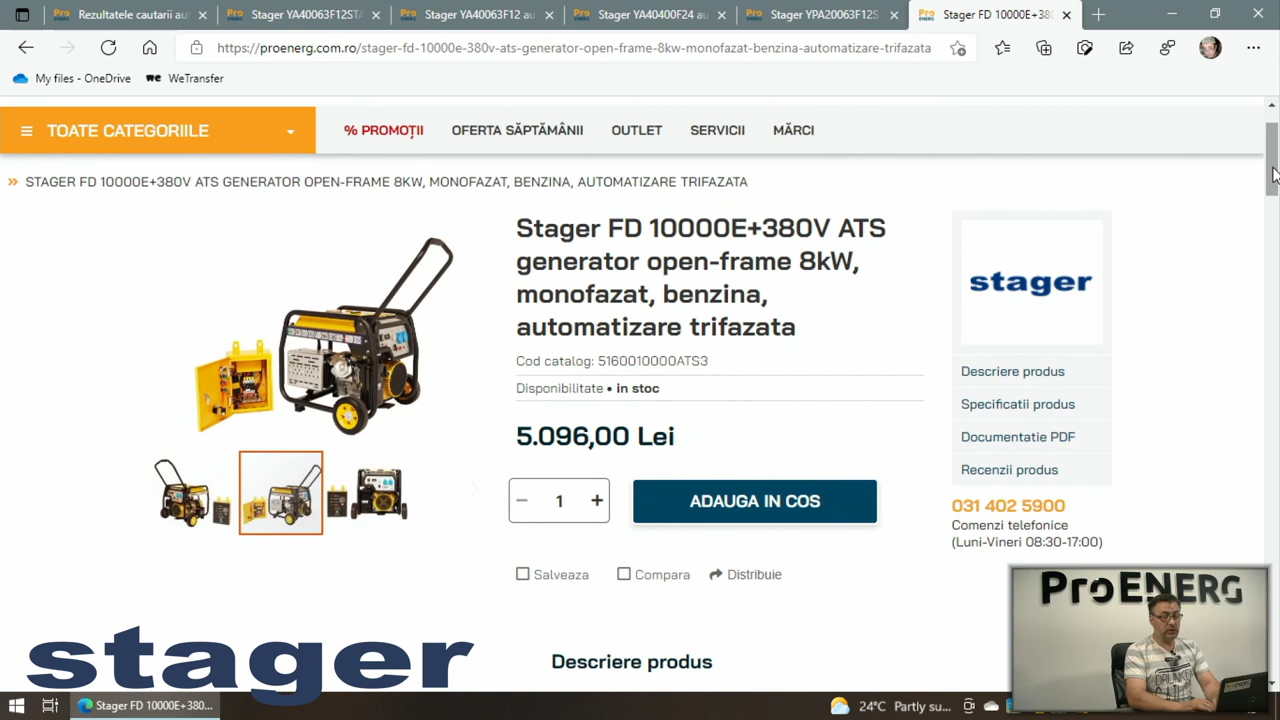 Rezultatele cautarii aut
Stager YA40063F12STA
Stager YA40063F12 au
Stager YA40400F24 au
Stager YPA20063F12S
Stager FD 10000E+380
https://proenerg.com.ro/stager-fd-10000e-380v-ats-generator-open-frame-8kw-monofazat-benzina-automatizare-trifazata
My files - OneDrive
we WeTransfer
TOATE CATEGORIILE
% PROMOȚII
OFERTA SĂPTĂMÂNII
OUTLET
SERVICII
MĂRCI
STAGER FD 10000E+380V ATS GENERATOR OPEN-FRAME 8KW, MONOFAZAT, BENZINA, AUTOMATIZARE TRIFAZATA
Stager FD 10000E+380V ATS
generator open-frame 8kW,
monofazat, benzina,
automatizare trifazata
Cod catalog: 5160010000ATS3
Disponibilitate • in stoc
5.096,00 Lei
− 1 +
ADAUGA IN COS
Salveaza
Compara
Distribuie
stager
Descriere produs
Specificatii produs
Documentatie PDF
Recenzii produs
031 402 5900
Comenzi telefonice
(Luni-Vineri 08:30-17:00)
Descriere produs
stager
ProENERG
Stager FD 10000E+380...
24°C Partly su...